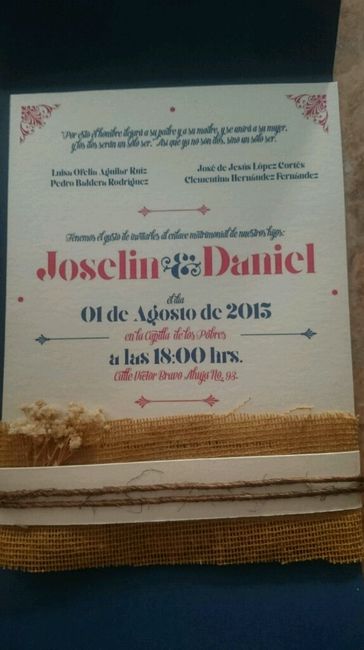 "Por esto el hombre dejará a su padre y a su madre, y se unirá a su mujer,
y los dos serán un sólo ser." Así que ya no son dos, sino un sólo ser.
Luisa Ofelia Aguilar Ruiz
Pedro Baldera Rodríguez
José de Jesús López Cortés
Clementina Hernández Fernández
Tenemos el gusto de invitarles al enlace matrimonial de nuestros hijos:
Joselin & Daniel
el día
01 de Agosto de 2015
en la Capilla de los Pobres
a las 18:00 hrs.
Calle Víctor Bravo Ahuja No. 93.